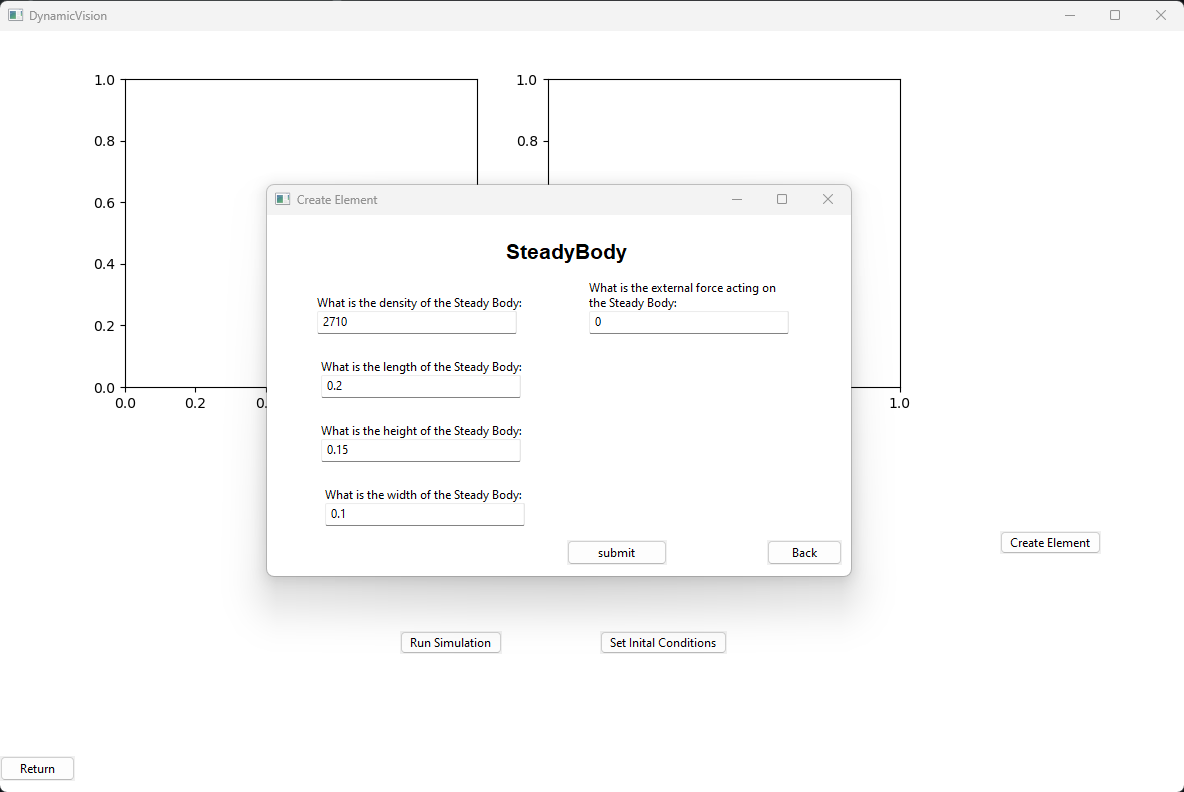 DynamicVision
1.0
0.8
0.6
0.4
0.2
0.0
0.0
0.2
0.
1.0
0.8
1.0
Create Element
SteadyBody
What is the density of the Steady Body:
2710
What is the length of the Steady Body:
0.2
What is the height of the Steady Body:
0.15
What is the width of the Steady Body:
0.1
What is the external force acting on
the Steady Body:
0
submit
Back
Create Element
Run Simulation
Set Inital Conditions
Return